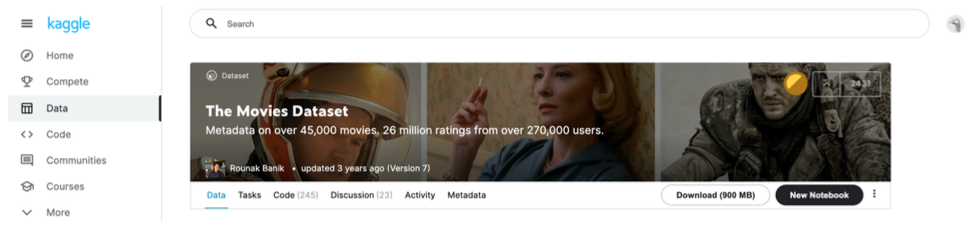 kaggle
Search
Home
Compete
Data
Code
Communities
Courses
More
Dataset
2431
The Movies Dataset
Metadata on over 45,000 movies. 26 million ratings from over 270,000 users.
Rounak Banik • updated 3 years ago (Version 7)
Data Tasks Code (245) Discussion (23) Activity Metadata Download (900 MB) New Notebook